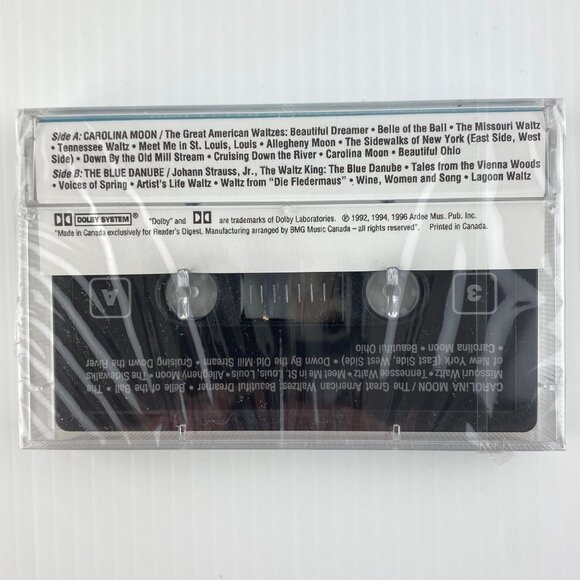 Side A: CAROLINA MOON / The Great American Waltzes: Beautiful Dreamer • Belle of the Ball • The Missouri Waltz
• Tennessee Waltz • Meet Me in St. Louis, Louis • Allegheny Moon • The Sidewalks of New York (East Side, West
Side) • Down By the Old Mill Stream • Cruising Down the River • Carolina Moon • Beautiful Ohio
Side B: THE BLUE DANUBE / Johann Strauss, Jr., The Waltz King: The Blue Danube • Tales from the Vienna Woods
• Voices of Spring • Artist's Life Waltz • Waltz from "Die Fledermaus" • Wine, Women and Song • Lagoon Waltz
DOLBY SYSTEM® "Dolby" and are trademarks of Dolby Laboratories. ℗ 1992, 1994, 1996 Ardee Mus. Pub. Inc.
"Made in Canada exclusively for Reader's Digest. Manufacturing arranged by BMG Music Canada – all rights reserved". Printed in Canada.
A 3
CAROLINA MOON / The Great American Waltzes: Beautiful Dreamer • Belle of the Ball • The
Missouri Waltz • Tennessee Waltz • Meet Me in St. Louis, Louis • Allegheny Moon • The Sidewalks
of New York (East Side, West Side) • Down By the Old Mill Stream • Cruising Down the River
• Carolina Moon • Beautiful Ohio